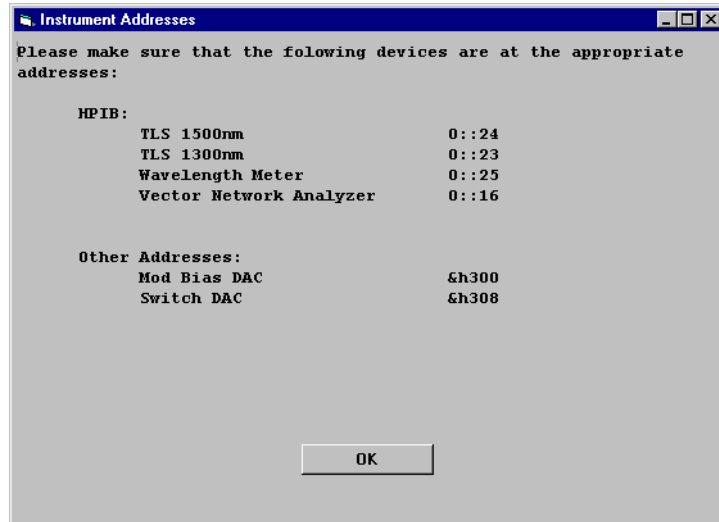 Instrument Addresses
Please make sure that the folowing devices are at the appropriate
addresses:
HPIB:
TLS 1500nm 0::24
TLS 1300nm 0::23
Wavelength Meter 0::25
Vector Network Analyzer 0::16
Other Addresses:
Mod Bias DAC &h300
Switch DAC &h308
OK